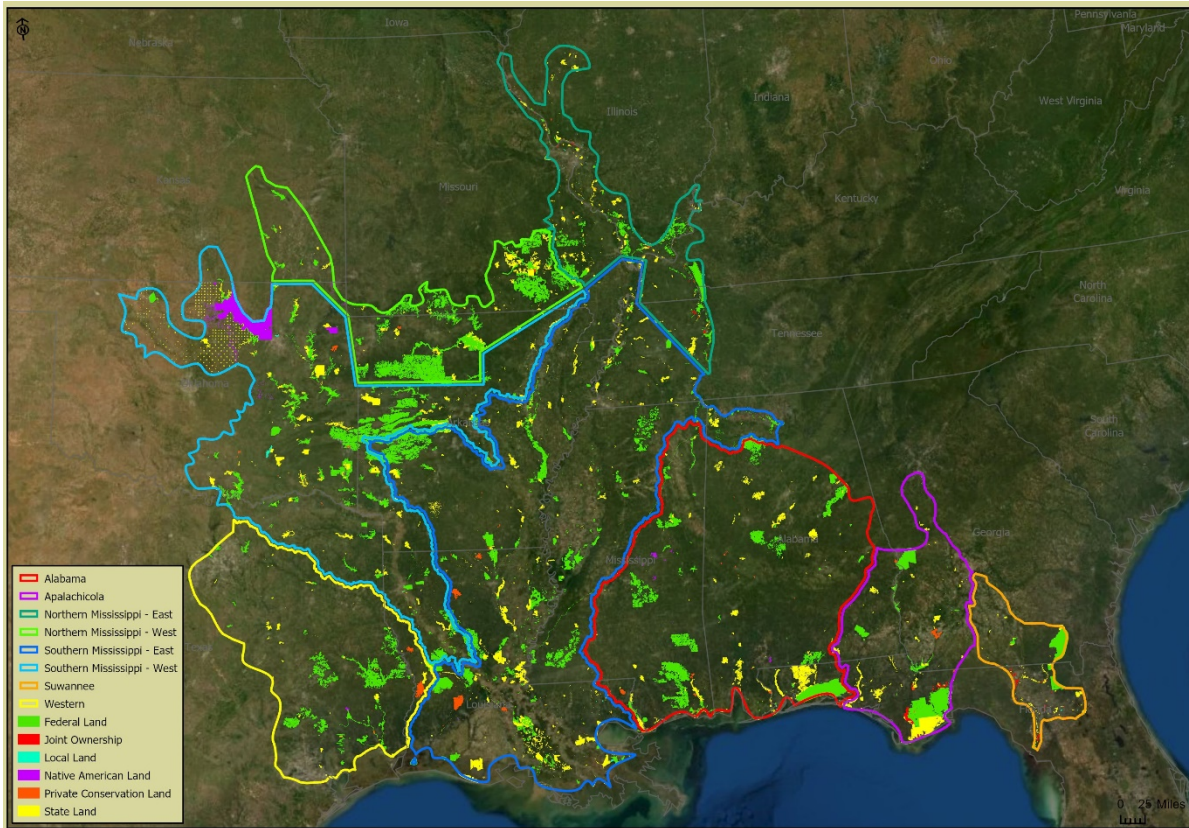 N
Iowa
Nebraska
Pennsylvania
Maryland
Ohio
Indiana
Illinois
West Virginia
Kansas
Missouri
Kentucky
Virginia
North
Carolina
Tennessee
Oklahoma
South
Carolina
Mississippi
Alabama
Georgia
Louisiana
Alabama
Apalachicola
Northern Mississippi - East
Northern Mississippi - West
Southern Mississippi - East
Southern Mississippi - West
Suwannee
Western
Federal Land
Joint Ownership
Local Land
Native American Land
Private Conservation Land
State Land
0 25 Miles